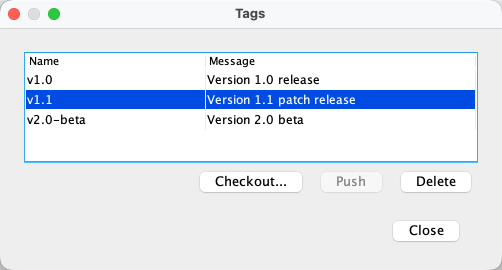 Tags
Name Message
v1.0 Version 1.0 release
v1.1 Version 1.1 patch release
v2.0-beta Version 2.0 beta
Checkout... Push Delete
Close